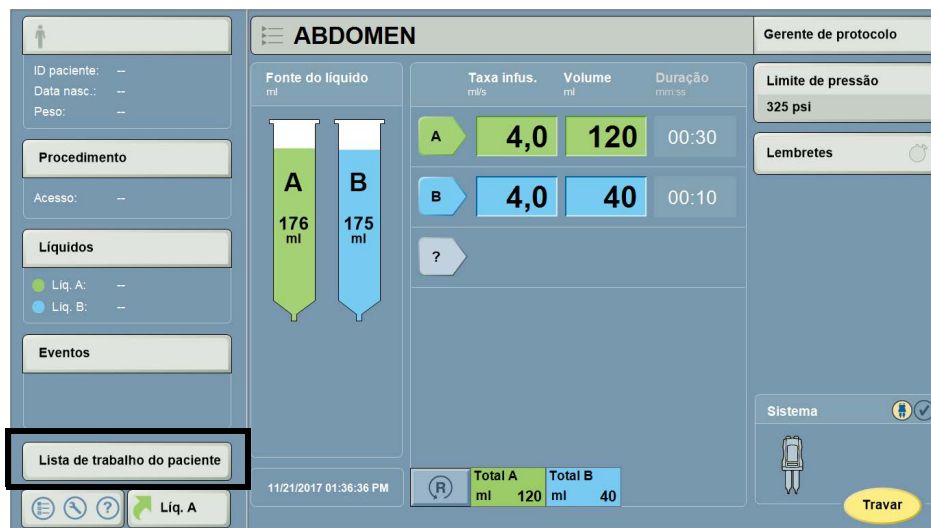 ABDOMEN
Gerente de protocolo
ID paciente: --
Data nasc.: --
Peso: --
Procedimento
Acesso: --
Líquidos
Líq. A: --
Líq. B: --
Eventos
Lista de trabalho do paciente
?
Líq. A
Fonte do líquido
ml
A
176
ml
B
175
ml
11/21/2017 01:36:36 PM
Taxa infus. Volume Duração
ml/s ml mm:ss
A 4,0 120 00:30
B 4,0 40 00:10
?
R
Total A Total B
ml 120 ml 40
Limite de pressão
325 psi
Lembretes
Sistema
Travar